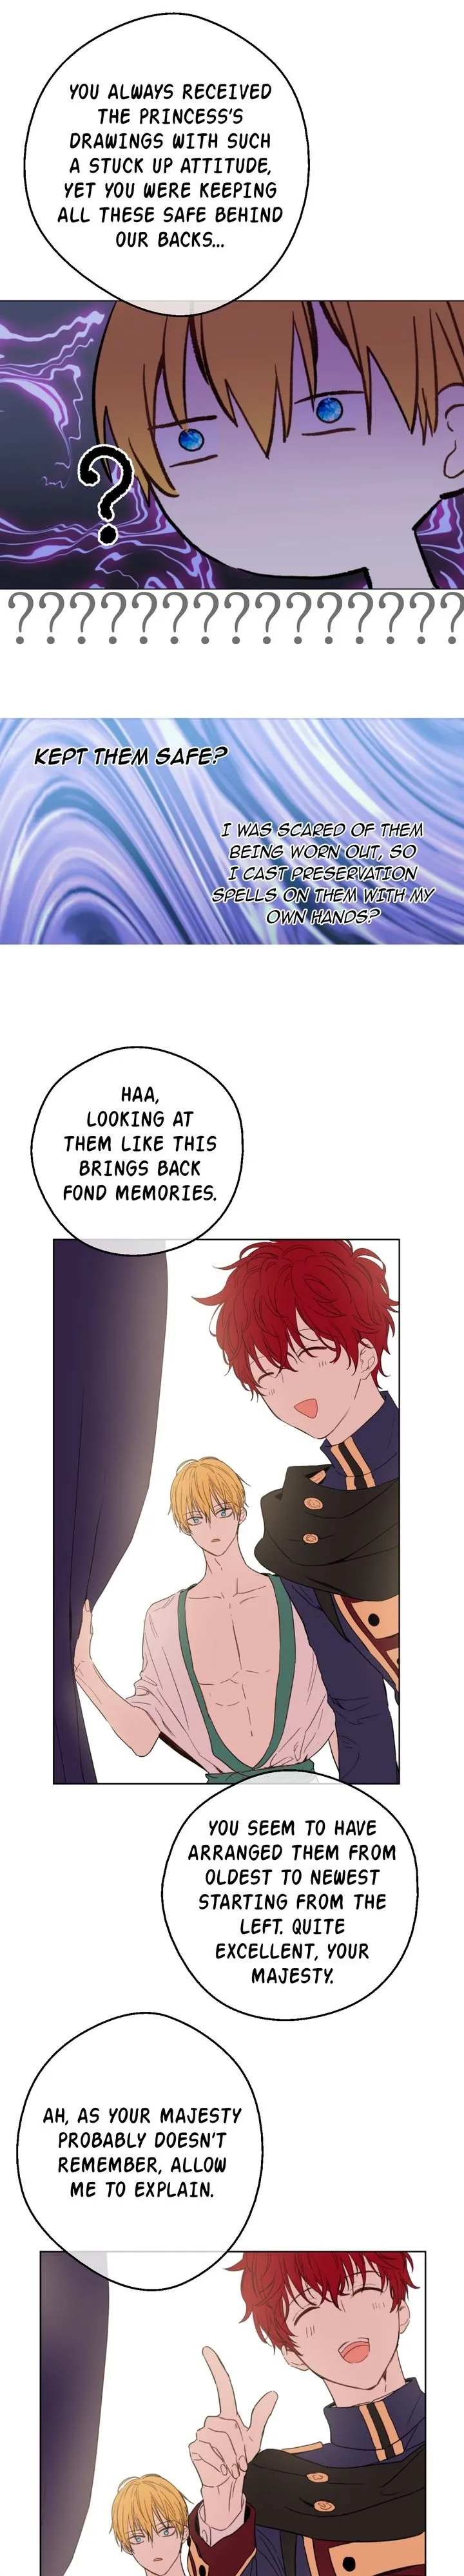 YOU ALWAYS RECEIVED
THE PRINCESS'S
DRAWINGS WITH SUCH
A STUCK UP ATTITUDE,
YET YOU WERE KEEPING
ALL THESE SAFE BEHIND
OUR BACKS...
?
???????????????
KEPT THEM SAFE?
I WAS SCARED OF THEM
BEING WORN OUT, SO
I CAST PRESERVATION
SPELLS ON THEM WITH MY
OWN HANDS?
HAA,
LOOKING AT
THEM LIKE THIS
BRINGS BACK
FOND MEMORIES.
YOU SEEM TO HAVE
ARRANGED THEM FROM
OLDEST TO NEWEST
STARTING FROM THE
LEFT. QUITE
EXCELLENT, YOUR
MAJESTY.
AH, AS YOUR MAJESTY
PROBABLY DOESN'T
REMEMBER, ALLOW
ME TO EXPLAIN.